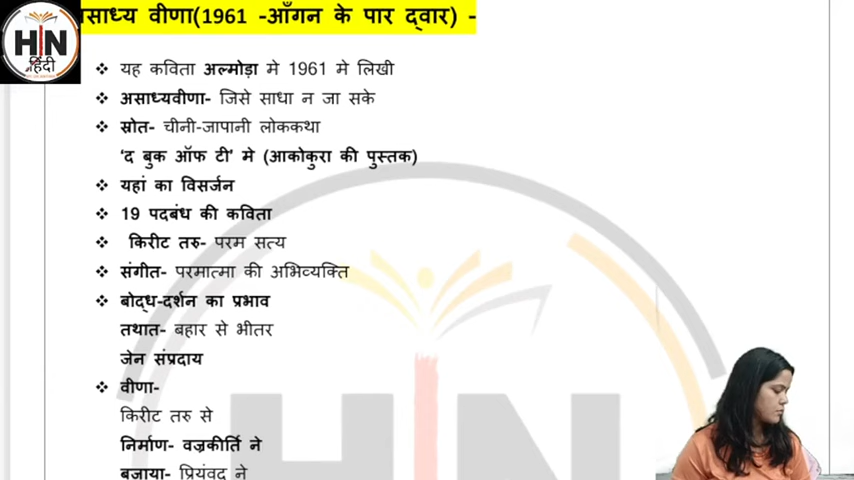 HIN
हिंदी
साध्य वीणा(1961 -आँगन के पार द्वार) -
यह कविता अल्मोड़ा मे 1961 मे लिखी
असाध्यवीणा- जिसे साधा न जा सके
स्रोत- चीनी-जापानी लोककथा
'द बुक ऑफ टी' मे (आकोकुरा की पुस्तक)
यहां का विसर्जन
19 पदबंध की कविता
किरीट तरु- परम सत्य
संगीत- परमात्मा की अभिव्यक्ति
बोद्ध-दर्शन का प्रभाव
तथात- बहार से भीतर
जेन संप्रदाय
वीणा-
किरीट तरु से
निर्माण- वज्रकीर्ति ने
बजाया- प्रियंवद ने